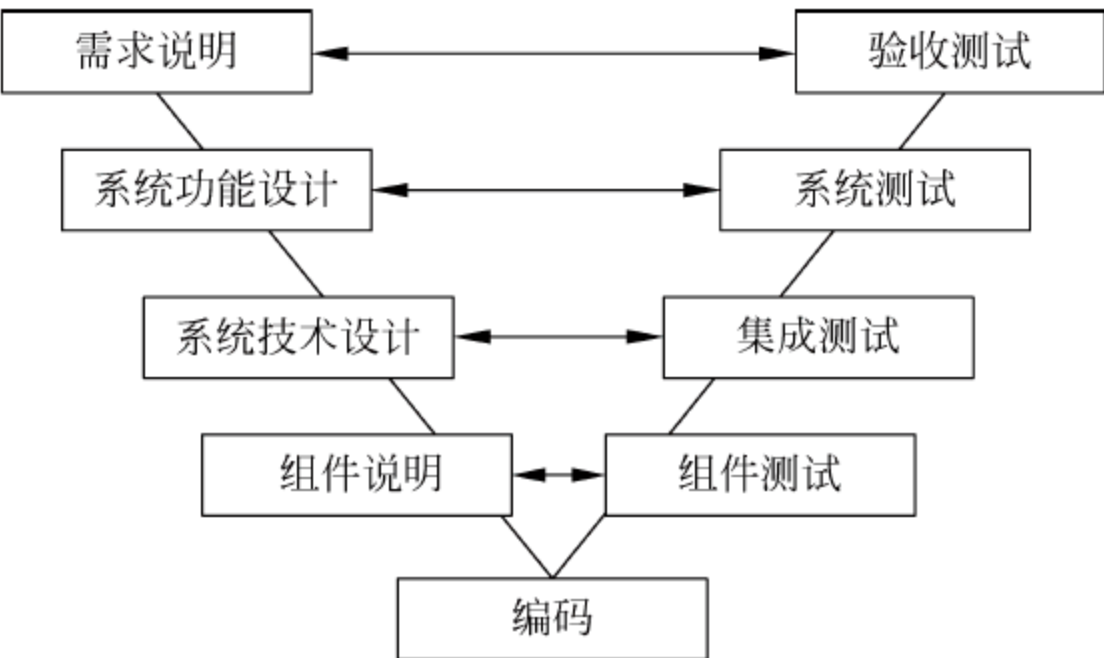 需求说明
验收测试
系统功能设计
系统测试
系统技术设计
集成测试
组件说明
组件测试
编码